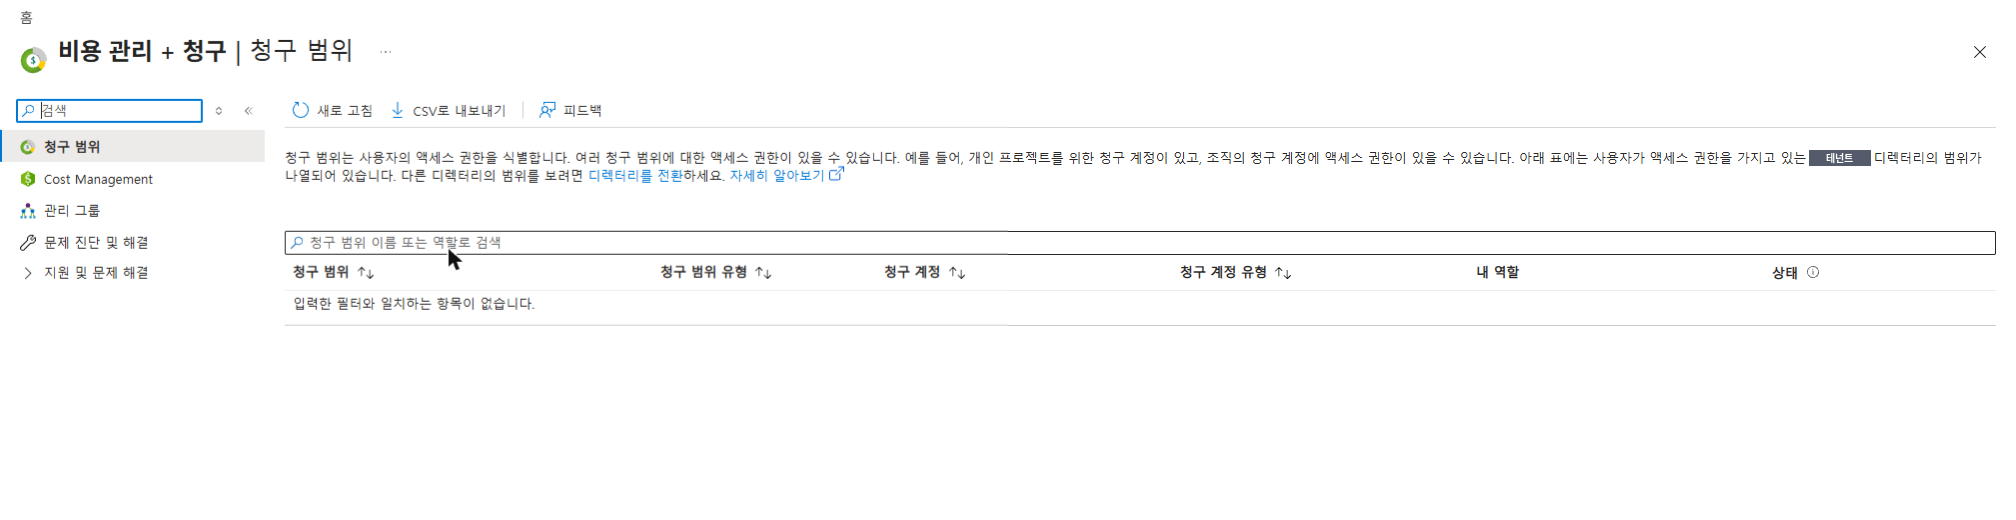 홈
비용 관리 + 청구 | 청구 범위 ...
검색
새로 고침 CSV로 내보내기 피드백
청구 범위
Cost Management
관리 그룹
문제 진단 및 해결
지원 및 문제 해결
청구 범위는 사용자의 액세스 권한을 식별합니다. 여러 청구 범위에 대한 액세스 권한이 있을 수 있습니다. 예를 들어, 개인 프로젝트를 위한 청구 계정이 있고, 조직의 청구 계정에 액세스 권한이 있을 수 있습니다. 아래 표에는 사용자가 액세스 권한을 가지고 있는 테넌트 디렉터리의 범위가
나열되어 있습니다. 다른 디렉터리의 범위를 보려면 디렉터리를 전환하세요. 자세히 알아보기
청구 범위 이름 또는 역할로 검색
청구 범위 청구 범위 유형 청구 계정 청구 계정 유형 내 역할 상태
입력한 필터와 일치하는 항목이 없습니다.